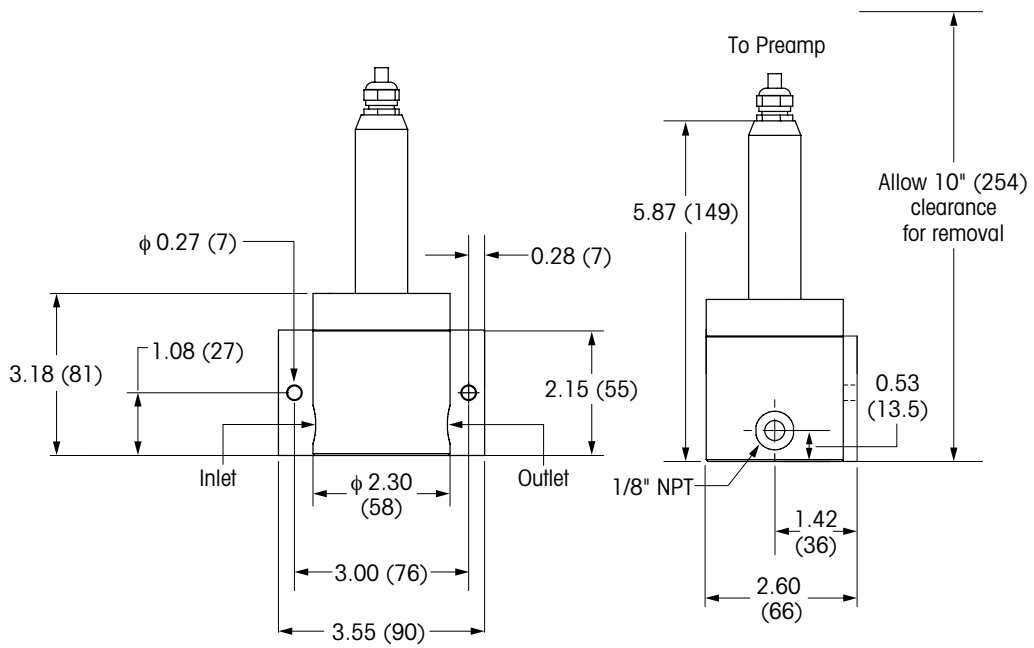 To Preamp
Allow 10" (254)
clearance
for removal
5.87 (149)
ϕ 0.27 (7)
0.28 (7)
1.08 (27)
3.18 (81)
2.15 (55)
0.53
(13.5)
Inlet
Outlet
ϕ 2.30
(58)
1/8" NPT
1.42
(36)
3.00 (76)
2.60
(66)
3.55 (90)